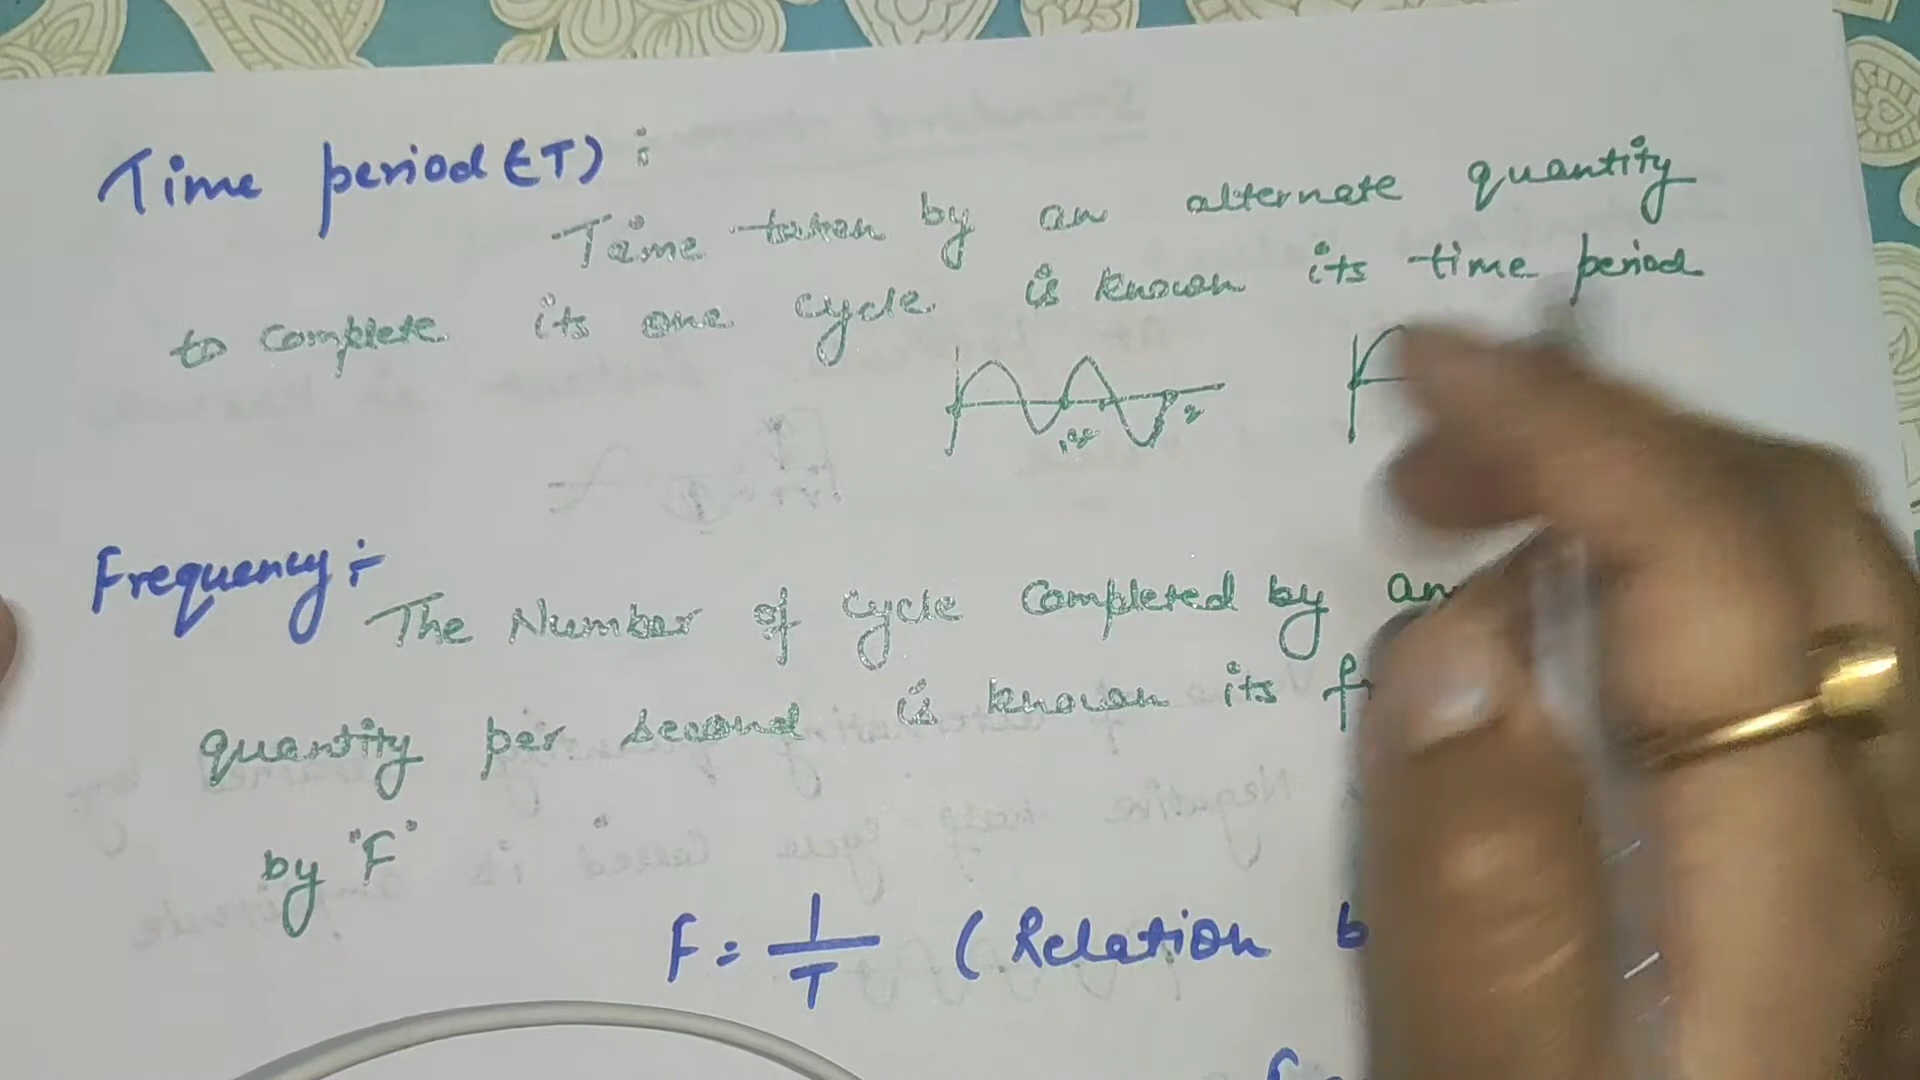 Time period (T) :
Time taken by an alternate quantity
to complete its one cycle is known its time period
Frequency :-
The Number of cycle completed by an
quantity per second is known its
by "F"
F = 1/T (Relation